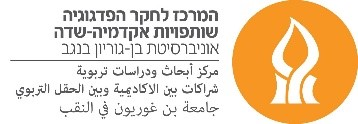 המרכז לחקר הפדגוגיה
שותפויות אקדמיה-שדה
אוניברסיטת בן-גוריון בנגב
مركز أبحاث ودراسات تربوية
شراكات بين الاكاديمية وبين الحقل التربوي
جامعة بن غوريون في النقب